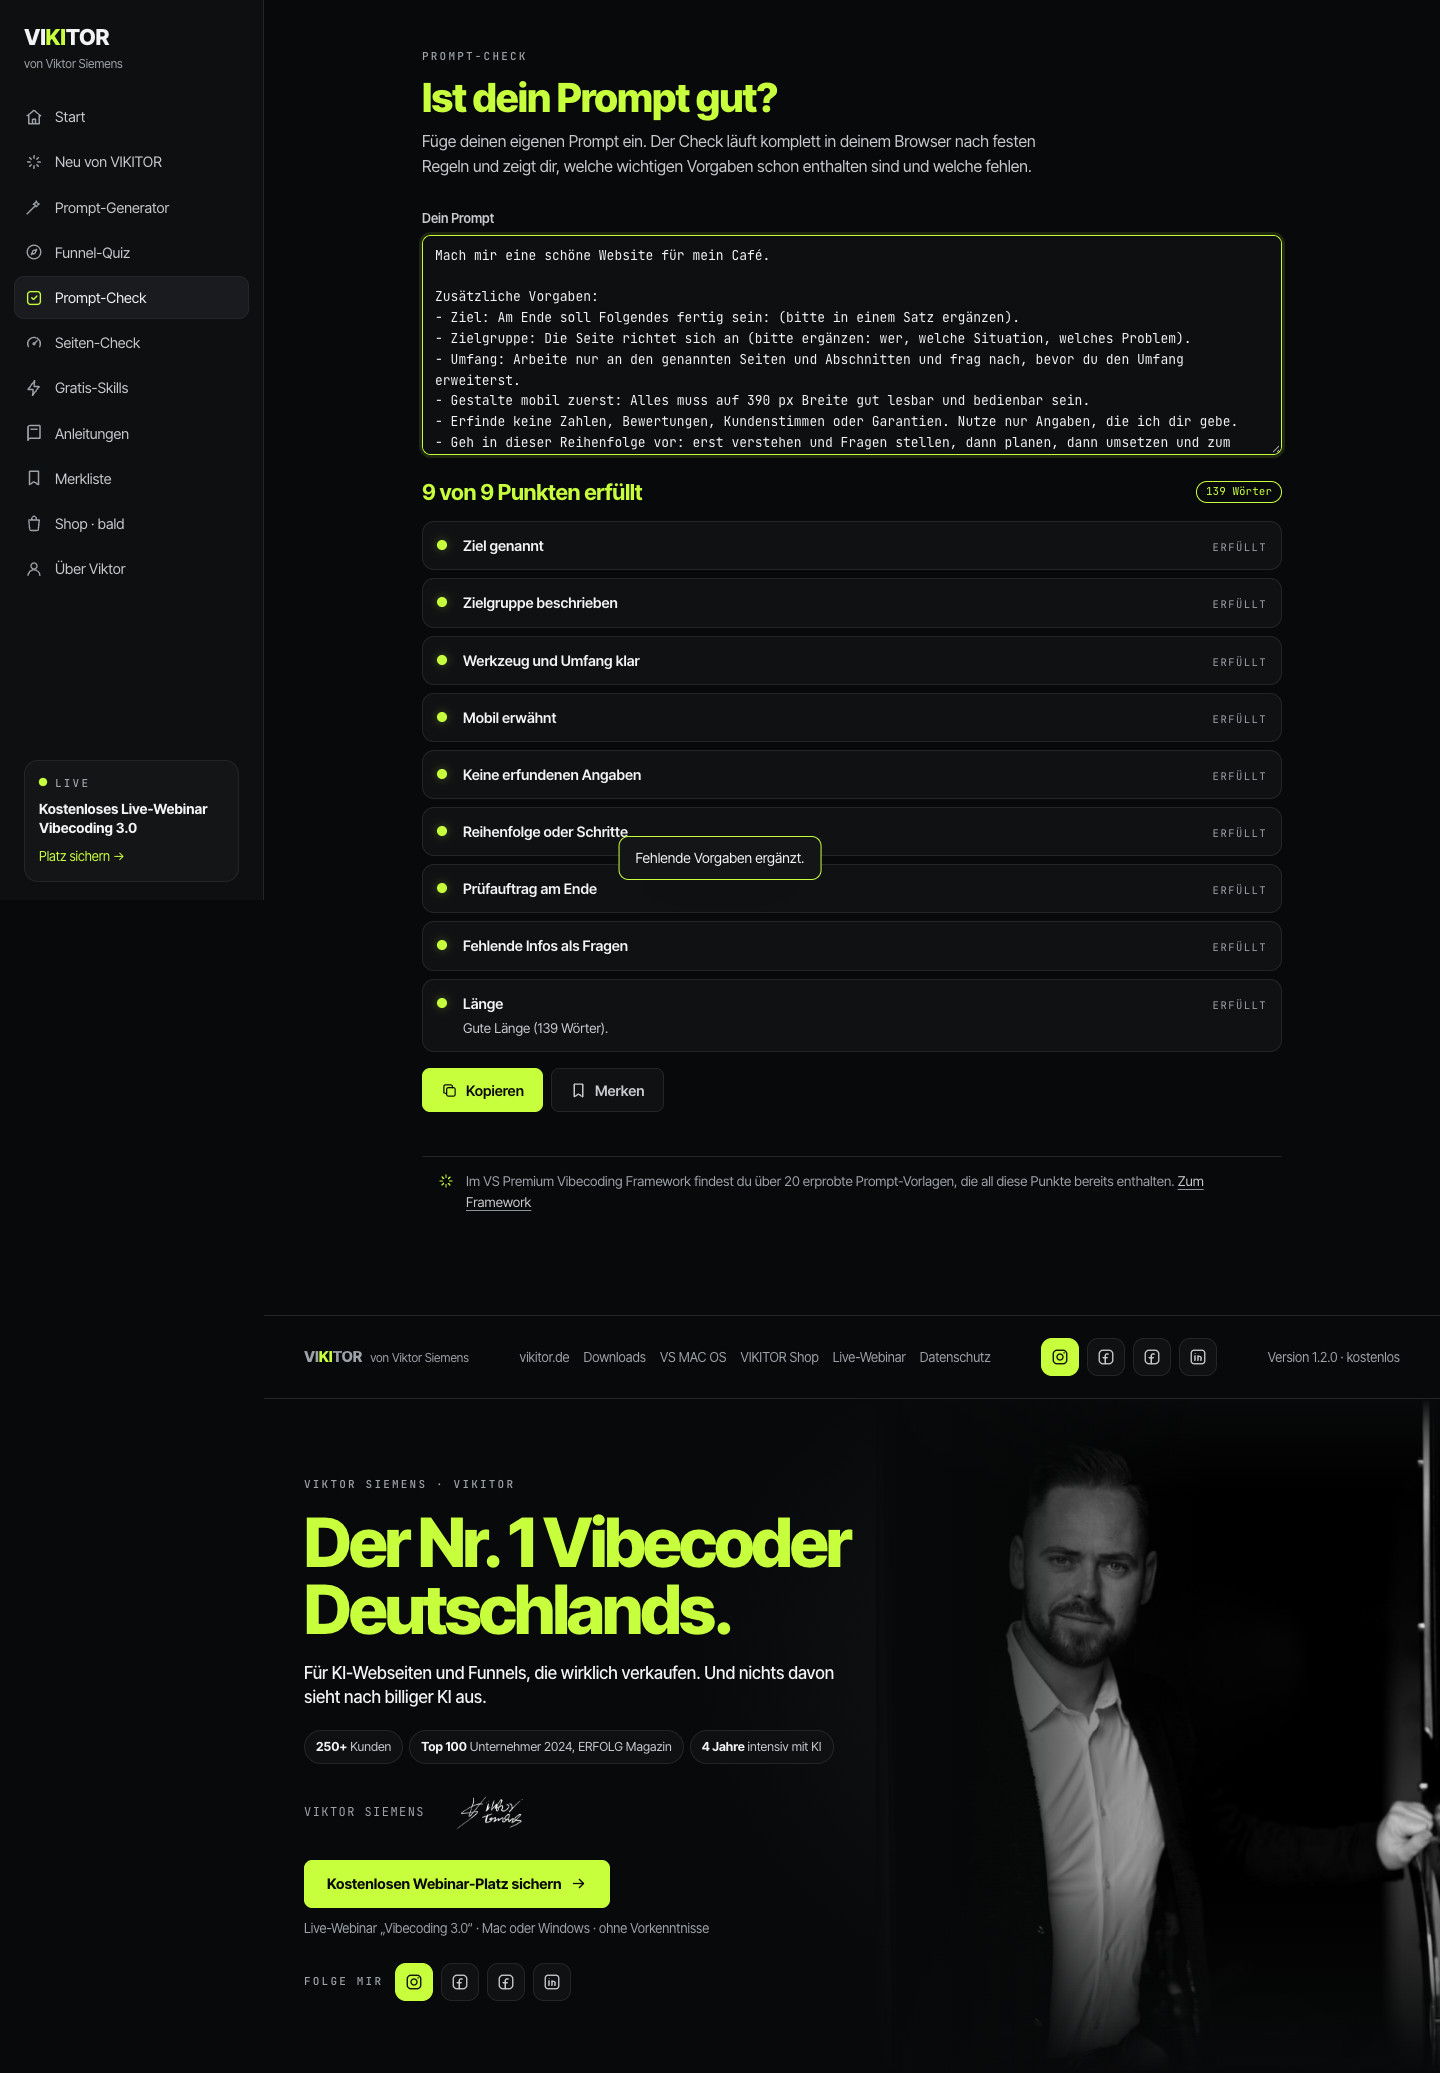 VIKITOR
von Viktor Siemens
Start
Neu von VIKITOR
Prompt-Generator
Funnel-Quiz
Prompt-Check
Seiten-Check
Gratis-Skills
Anleitungen
Merkliste
Shop · bald
Über Viktor
LIVE
Kostenloses Live-Webinar
Vibecoding 3.0
Platz sichern →
PROMPT-CHECK
Ist dein Prompt gut?
Füge deinen eigenen Prompt ein. Der Check läuft komplett in deinem Browser nach festen
Regeln und zeigt dir, welche wichtigen Vorgaben schon enthalten sind und welche fehlen.
Dein Prompt
Mach mir eine schöne Website für mein Café.
Zusätzliche Vorgaben:
- Ziel: Am Ende soll Folgendes fertig sein: (bitte in einem Satz ergänzen).
- Zielgruppe: Die Seite richtet sich an (bitte ergänzen: wer, welche Situation, welches Problem).
- Umfang: Arbeite nur an den genannten Seiten und Abschnitten und frag nach, bevor du den Umfang
erweiterst.
- Gestalte mobil zuerst: Alles muss auf 390 px Breite gut lesbar und bedienbar sein.
- Erfinde keine Zahlen, Bewertungen, Kundenstimmen oder Garantien. Nutze nur Angaben, die ich dir gebe.
- Geh in dieser Reihenfolge vor: erst verstehen und Fragen stellen, dann planen, dann umsetzen und zum
9 von 9 Punkten erfüllt
139 Wörter
Ziel genannt
ERFÜLLT
Zielgruppe beschrieben
ERFÜLLT
Werkzeug und Umfang klar
ERFÜLLT
Mobil erwähnt
ERFÜLLT
Keine erfundenen Angaben
ERFÜLLT
Reihenfolge oder Schritte
ERFÜLLT
Fehlende Vorgaben ergänzt.
Prüfauftrag am Ende
ERFÜLLT
Fehlende Infos als Fragen
ERFÜLLT
Länge
ERFÜLLT
Gute Länge (139 Wörter).
Kopieren
Merken
Im VS Premium Vibecoding Framework findest du über 20 erprobte Prompt-Vorlagen, die all diese Punkte bereits enthalten. Zum
Framework
VIKITOR von Viktor Siemens
vikitor.de Downloads VS MAC OS VIKITOR Shop Live-Webinar Datenschutz
Version 1.2.0 · kostenlos
VIKTOR SIEMENS · VIKITOR
Der Nr. 1 Vibecoder
Deutschlands.
Für KI-Webseiten und Funnels, die wirklich verkaufen. Und nichts davon
sieht nach billiger KI aus.
250+ Kunden
Top 100 Unternehmer 2024, ERFOLG Magazin
4 Jahre intensiv mit KI
VIKTOR SIEMENS
Kostenlosen Webinar-Platz sichern →
Live-Webinar „Vibecoding 3.0“ · Mac oder Windows · ohne Vorkenntnisse
FOLGE MIR